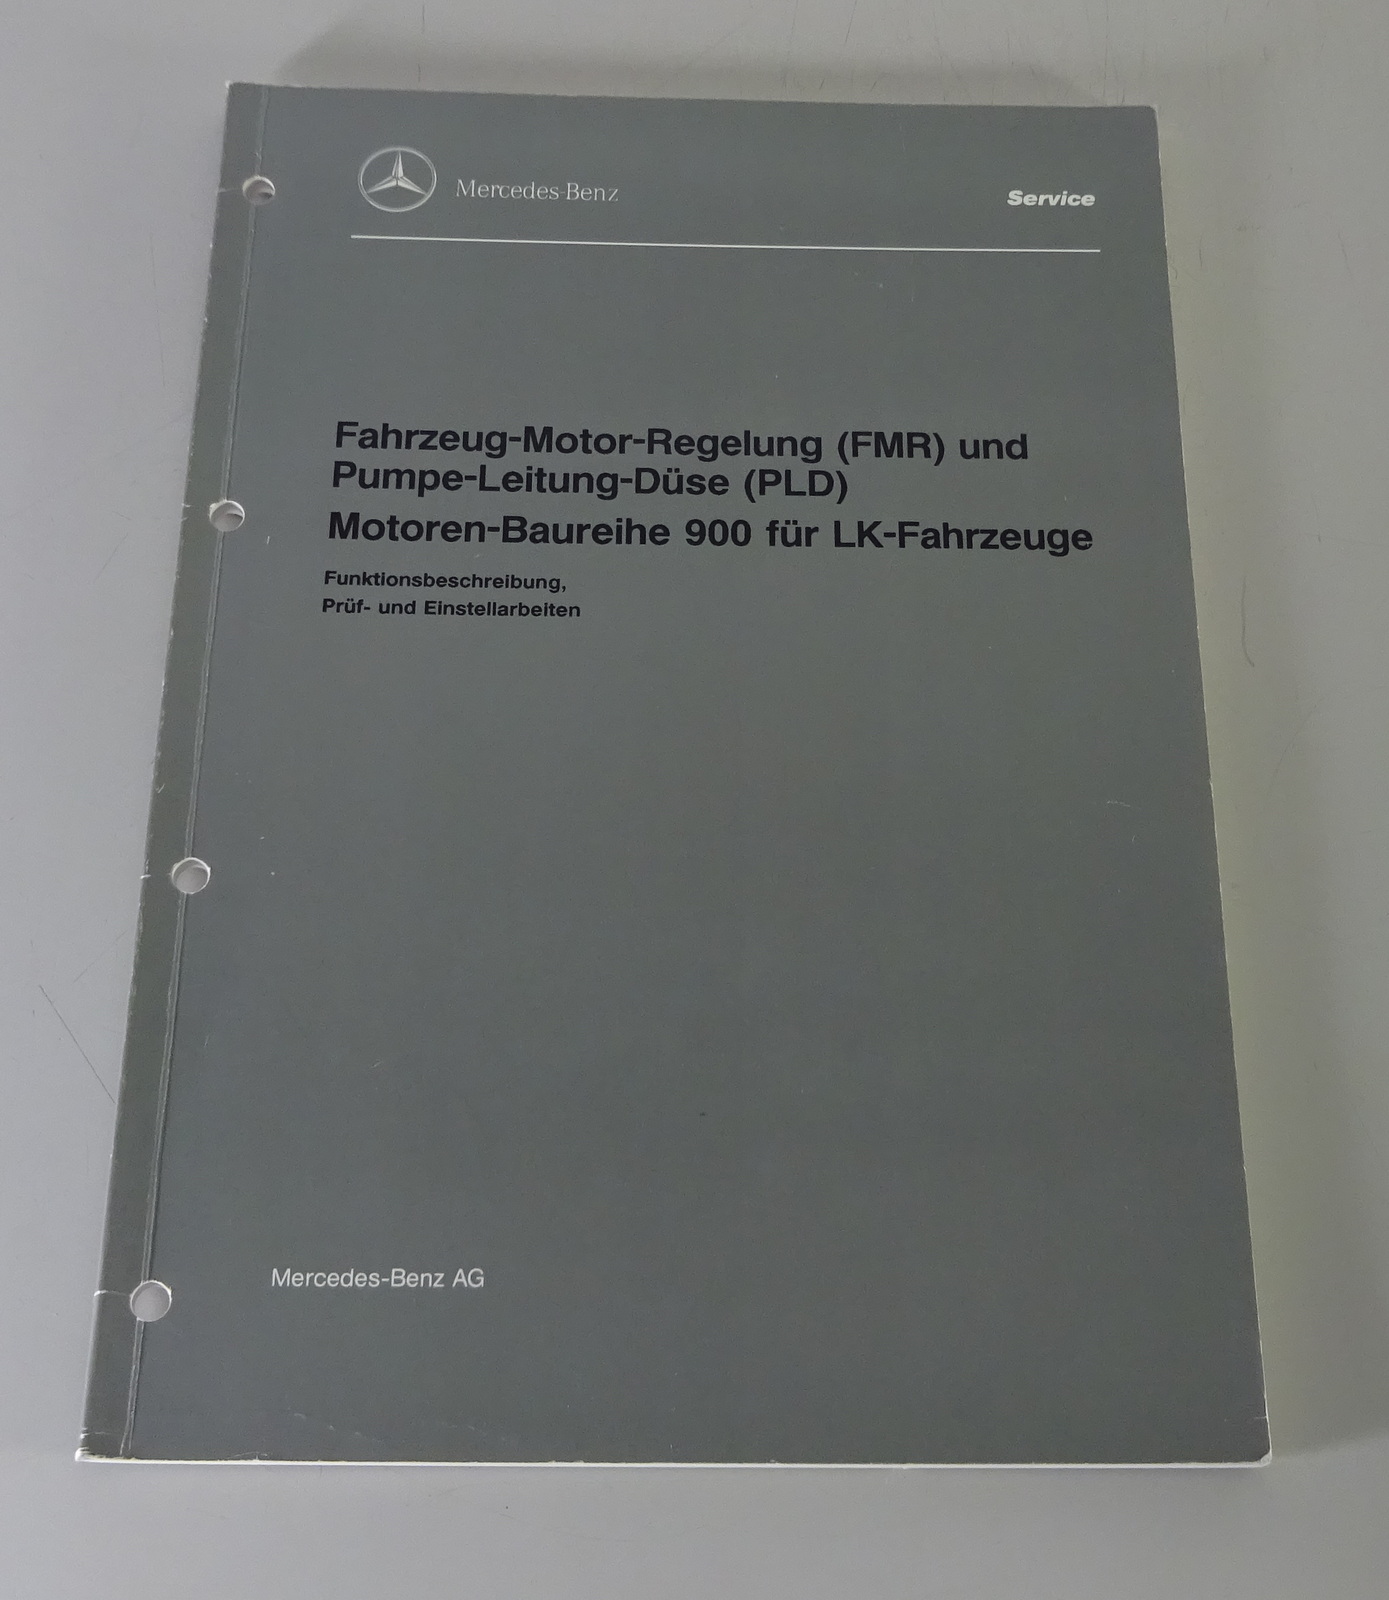 Mercedes-Benz
Service
Fahrzeug-Motor-Regelung (FMR) und
Pumpe-Leitung-Düse (PLD)
Motoren-Baureihe 900 für LK-Fahrzeuge
Funktionsbeschreibung,
Prüf- und Einstellarbeiten
Mercedes-Benz AG